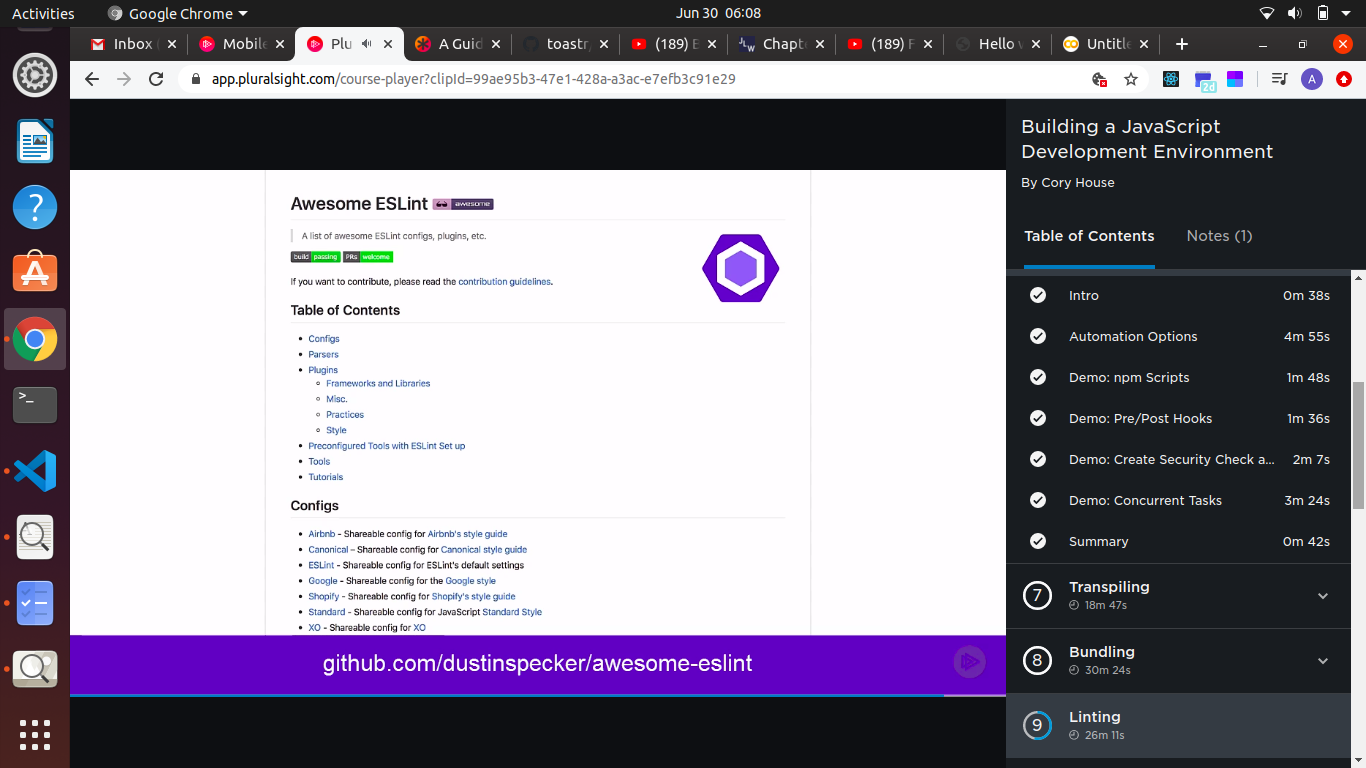 Activities
Google Chrome
Jun 30 06:08
Inbox (
Mobile
Plu
A Guid
toastr
(189) E
Chapt
(189) F
Hello
Untitle
app.pluralsight.com/course-player?clipId=99ae95b3-47e1-428a-a3ac-e7efb3c91e29
2d
A
Awesome ESLint
awesome
A list of awesome ESLint configs, plugins, etc.
build passing PRs welcome
If you want to contribute, please read the contribution guidelines.
Table of Contents
Configs
Parsers
Plugins
Frameworks and Libraries
Misc.
Practices
Style
Preconfigured Tools with ESLint Set up
Tools
Tutorials
Configs
Airbnb - Shareable config for Airbnb's style guide
Canonical – Shareable config for Canonical style guide
ESLint - Shareable config for ESLint's default settings
Google - Shareable config for the Google style
Shopify - Shareable config for Shopify's style guide
Standard - Shareable config for JavaScript Standard Style
XO - Shareable config for XO
github.com/dustinspecker/awesome-eslint
Building a JavaScript
Development Environment
By Cory House
Table of Contents
Notes (1)
Intro 0m 38s
Automation Options 4m 55s
Demo: npm Scripts 1m 48s
Demo: Pre/Post Hooks 1m 36s
Demo: Create Security Check a... 2m 7s
Demo: Concurrent Tasks 3m 24s
Summary 0m 42s
7 Transpiling
18m 47s
8 Bundling
30m 24s
9 Linting
26m 11s